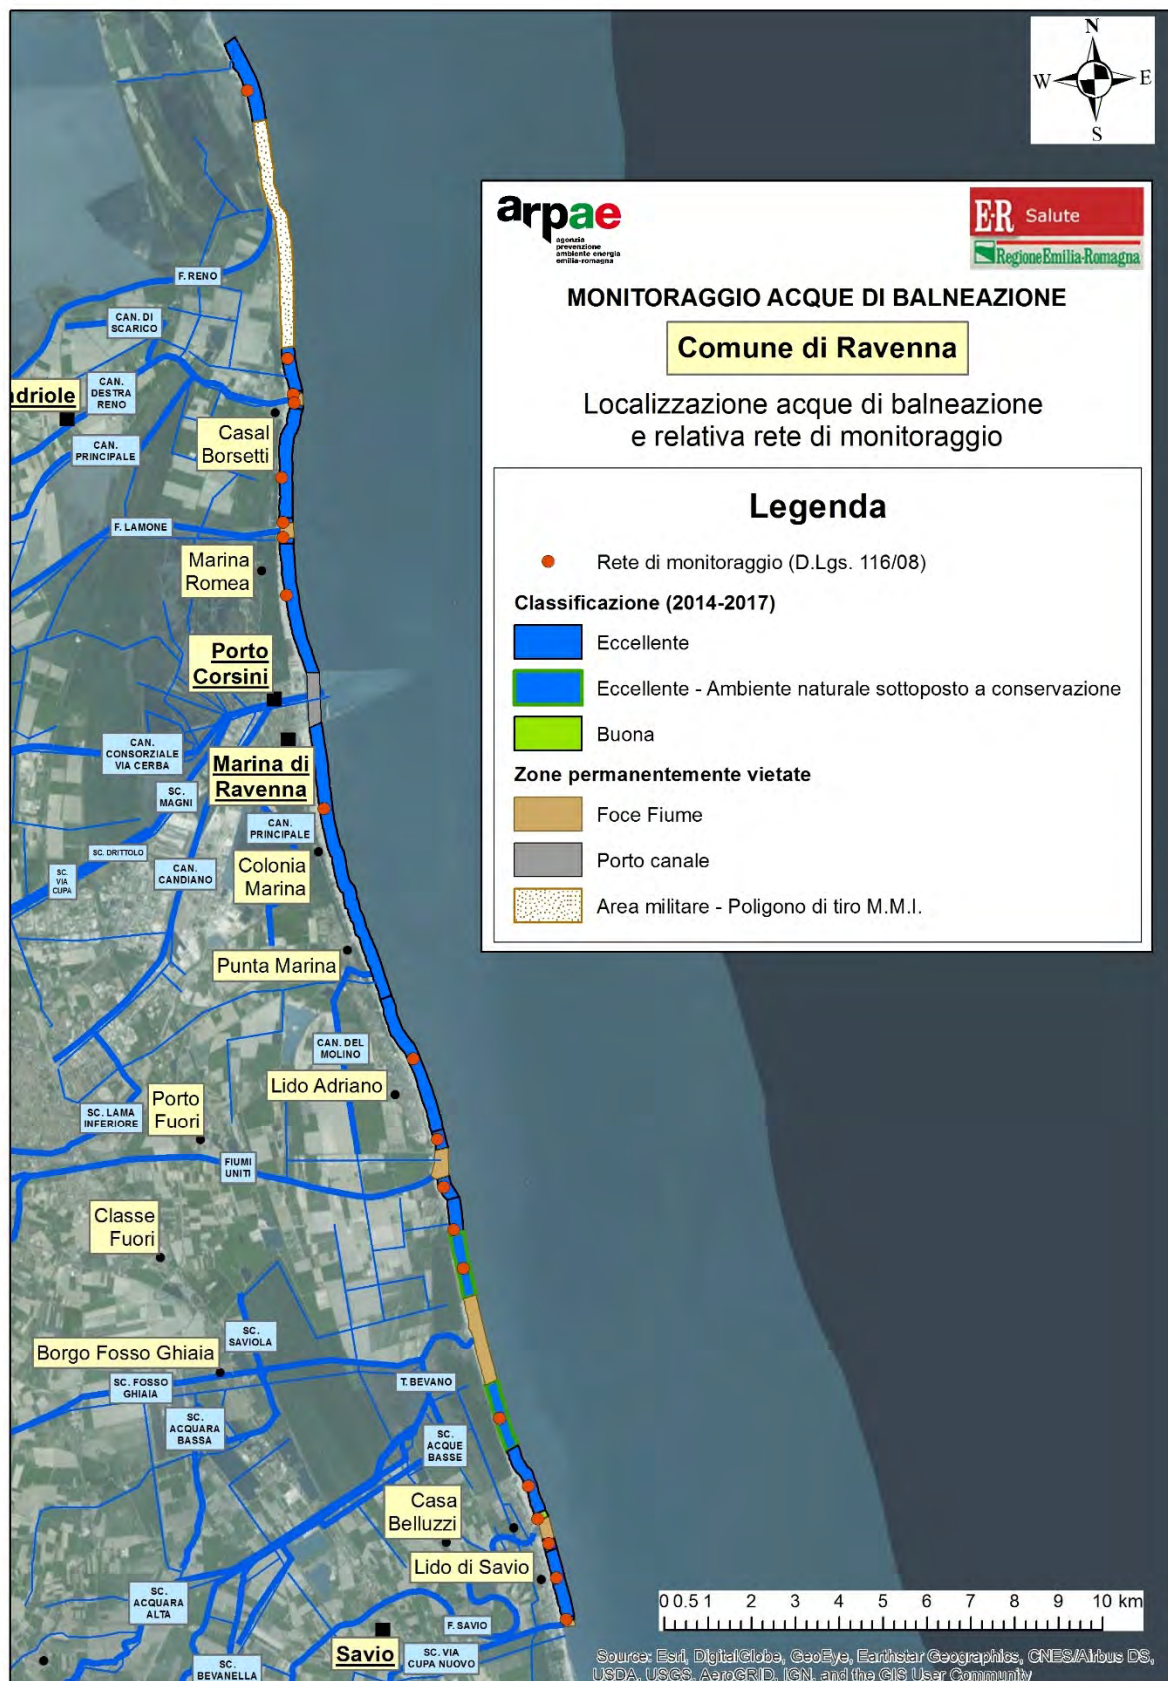 N
W
E
S
arpae
agenzia
prevenzione
ambiente energia
emilia-romagna
E-R Salute
RegioneEmilia-Romagna
MONITORAGGIO ACQUE DI BALNEAZIONE
Comune di Ravenna
Localizzazione acque di balneazione
e relativa rete di monitoraggio
Legenda
Rete di monitoraggio (D.Lgs. 116/08)
Classificazione (2014-2017)
Eccellente
Eccellente - Ambiente naturale sottoposto a conservazione
Buona
Zone permanentemente vietate
Foce Fiume
Porto canale
Area militare - Poligono di tiro M.M.I.
F. RENO
CAN. DI
SCARICO
CAN.
DESTRA
RENO
ndriole
CAN.
PRINCIPALE
Casal
Borsetti
F. LAMONE
Marina
Romea
Porto
Corsini
CAN.
CONSORZIALE
VIA CERBA
Marina di
Ravenna
SC.
MAGNI
CAN.
PRINCIPALE
SC. DRITTOLO
SC.
VIA
CUPA
CAN.
CANDIANO
Colonia
Marina
Punta Marina
CAN. DEL
MOLINO
Lido Adriano
Porto
Fuori
SC. LAMA
INFERIORE
FIUMI
UNITI
Classe
Fuori
SC.
SAVIOLA
Borgo Fosso Ghiaia
SC. FOSSO
GHIAIA
T. BEVANO
SC.
ACQUARA
BASSA
SC.
ACQUE
BASSE
Casa
Belluzzi
Lido di Savio
SC.
ACQUARA
ALTA
F. SAVIO
Savio
SC. VIA
CUPA NUOVO
SC.
BEVANELLA
0 0.5 1 2 3 4 5 6 7 8 9 10 km
Source: Esri, DigitalGlobe, GeoEye, Earthstar Geographics, CNES/Airbus DS,
USDA, USGS, AeroGRID, IGN, and the GIS User Community